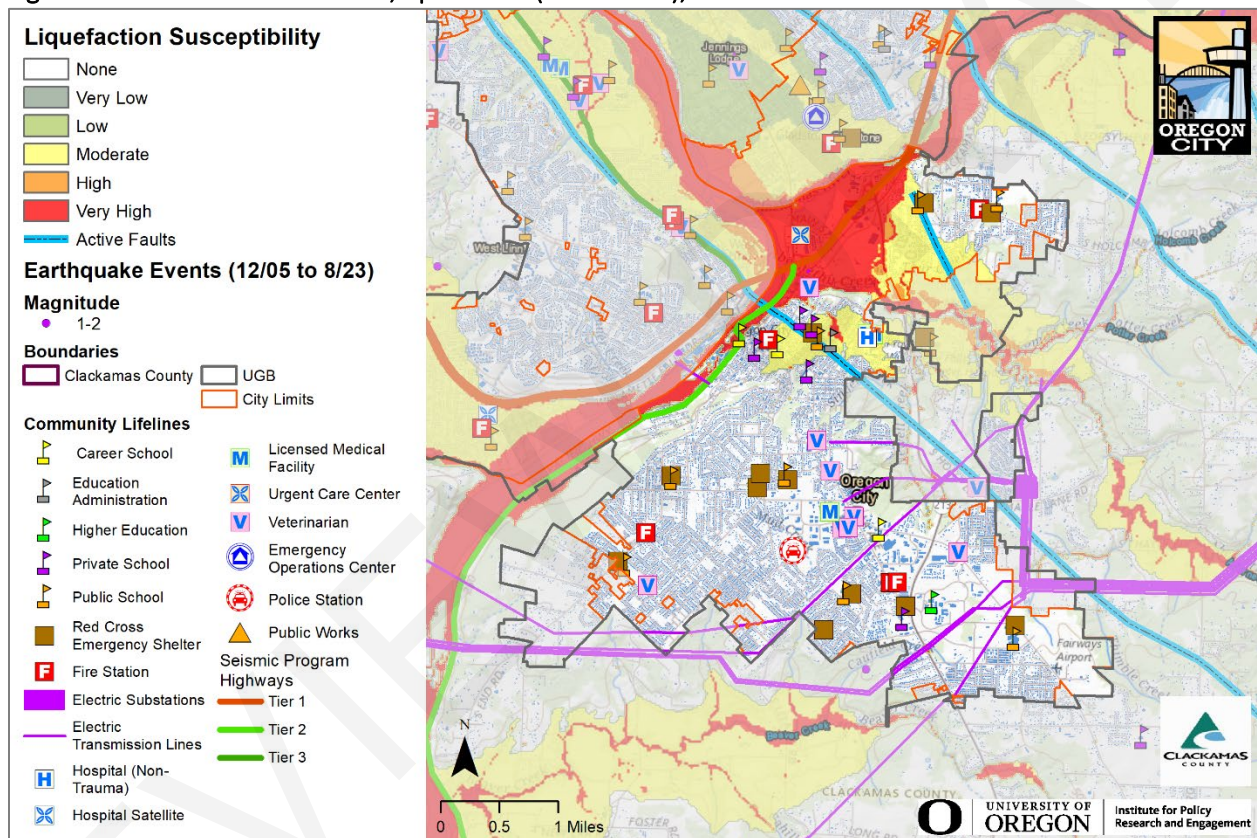 Liquefaction Susceptibility
None
Very Low
Low
Moderate
High
Very High
Active Faults
Earthquake Events (12/05 to 8/23)
Magnitude
1-2
Boundaries
Clackamas County
UGB
City Limits
Community Lifelines
Career School
Education
Administration
Higher Education
Private School
Public School
Red Cross
Emergency Shelter
Fire Station
Electric Substations
Electric
Transmission Lines
Hospital (Non-
Trauma)
Hospital Satellite
Licensed Medical
Facility
Urgent Care Center
Veterinarian
Emergency
Operations Center
Police Station
Public Works
Seismic Program
Highways
Tier 1
Tier 2
Tier 3
N
0 0.5 1 Miles
Jennings
Lodge
West Linn
Holcomb Creek
Potter Creek
Oregon
City
Fairways
Airport
Beaver Creek
CLACKAMAS COUNTY
OREGON
CITY
CLACKAMAS
COUNTY
UNIVERSITY OF
OREGON
Institute for Policy
Research and Engagement